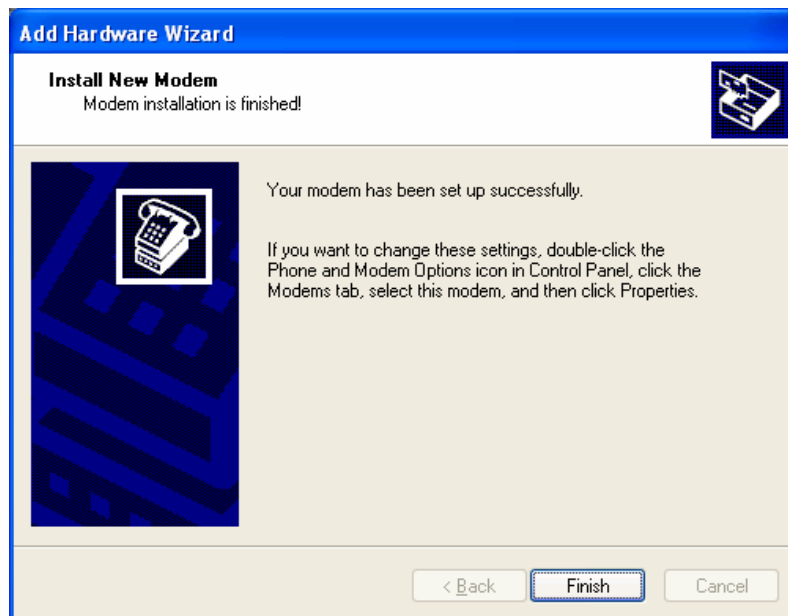 Add Hardware Wizard
Install New Modem
Modem installation is finished!
Your modem has been set up successfully.
If you want to change these settings, double-click the
Phone and Modem Options icon in Control Panel, click the
Modems tab, select this modem, and then click Properties.
< Back Finish Cancel